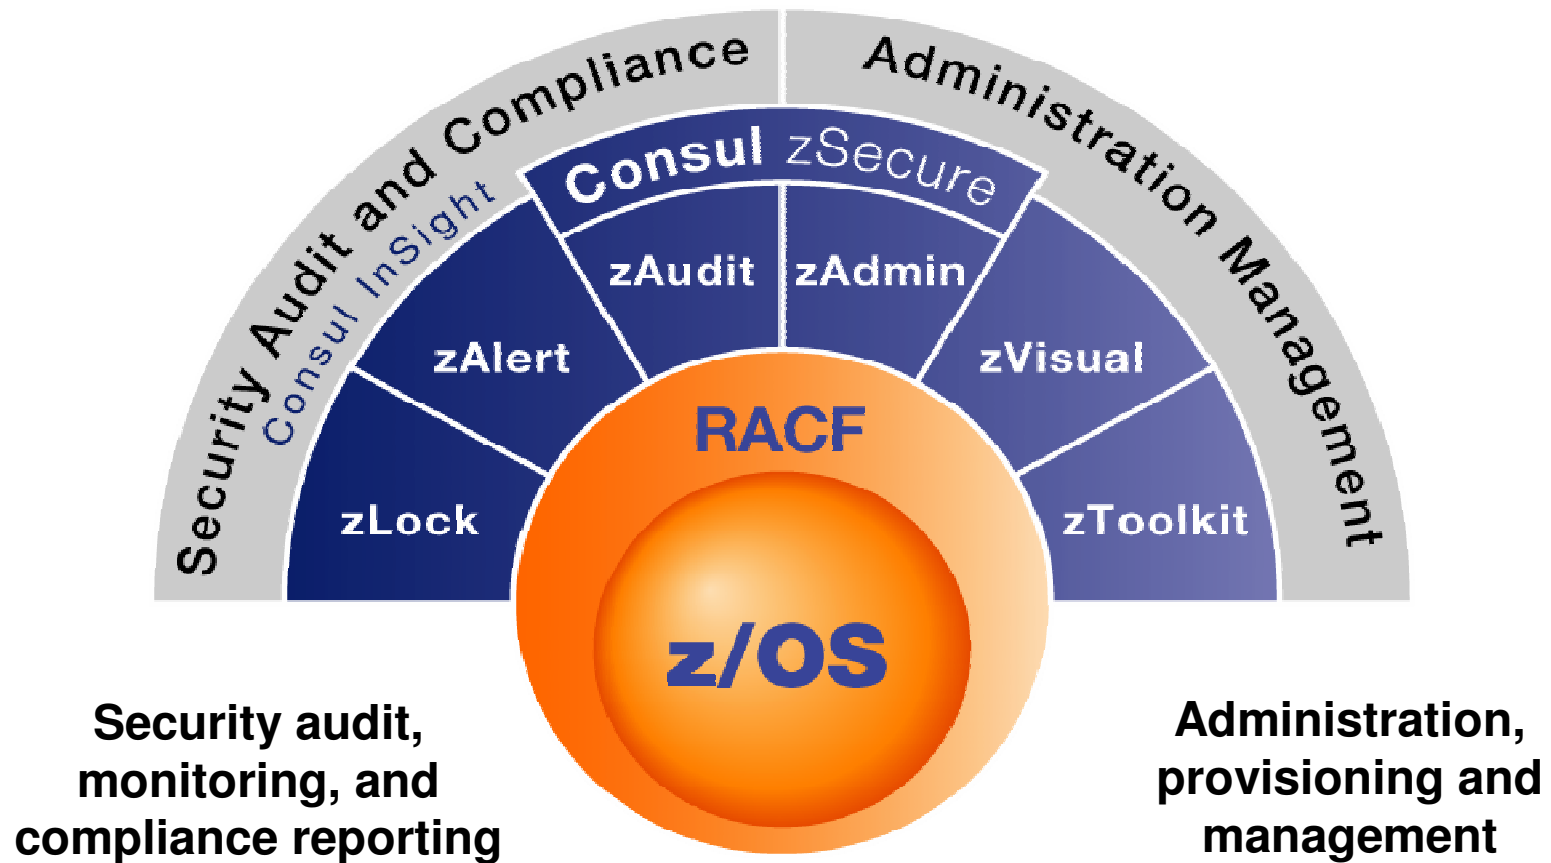 Security Audit and Compliance
Consul InSight
Administration Management
Consul zSecure
zLock
zAlert
zAudit
zAdmin
zVisual
zToolkit
RACF
z/OS
Security audit,
monitoring, and
compliance reporting
Administration,
provisioning and
management